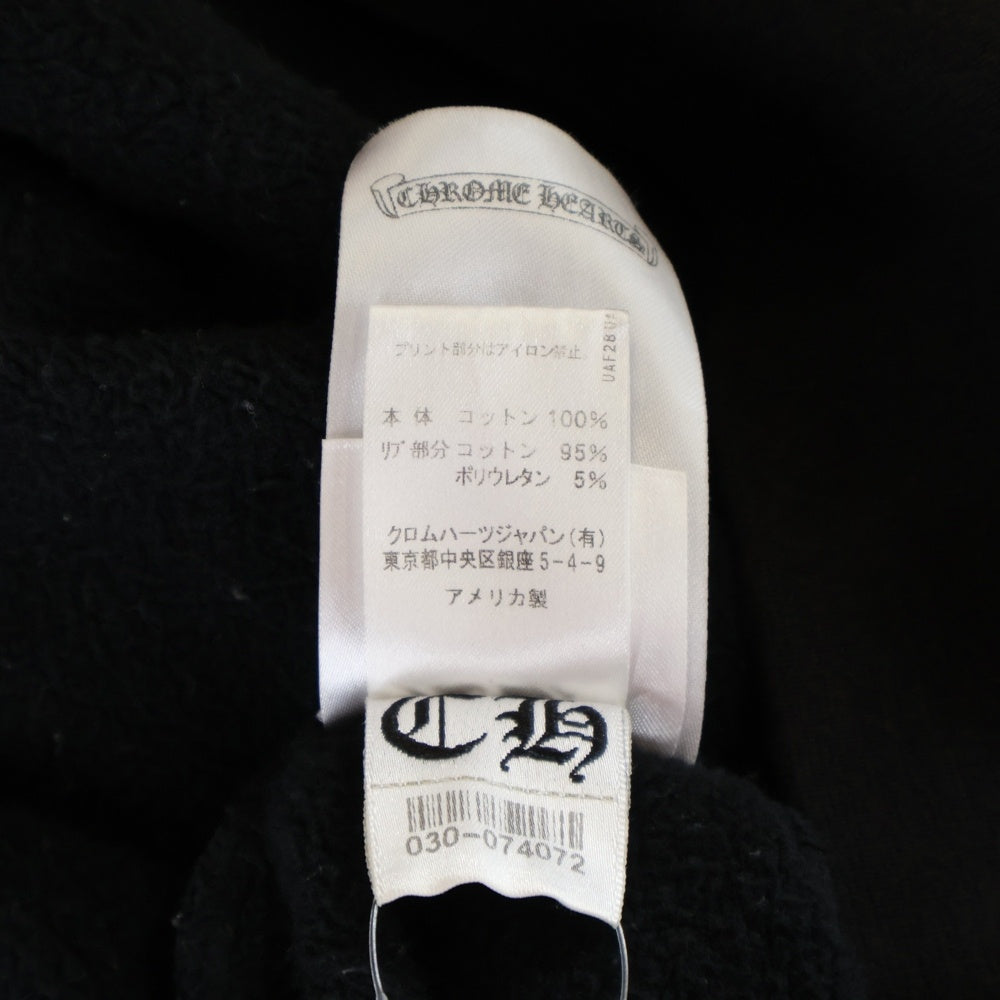 CHROME HEARTS
プリント部分はアイロン禁止。
本体 コットン 100%
リブ部分 コットン 95%
ポリウレタン 5%
クロムハーツジャパン(有)
東京都中央区銀座5-4-9
アメリカ製
CH
030-074072